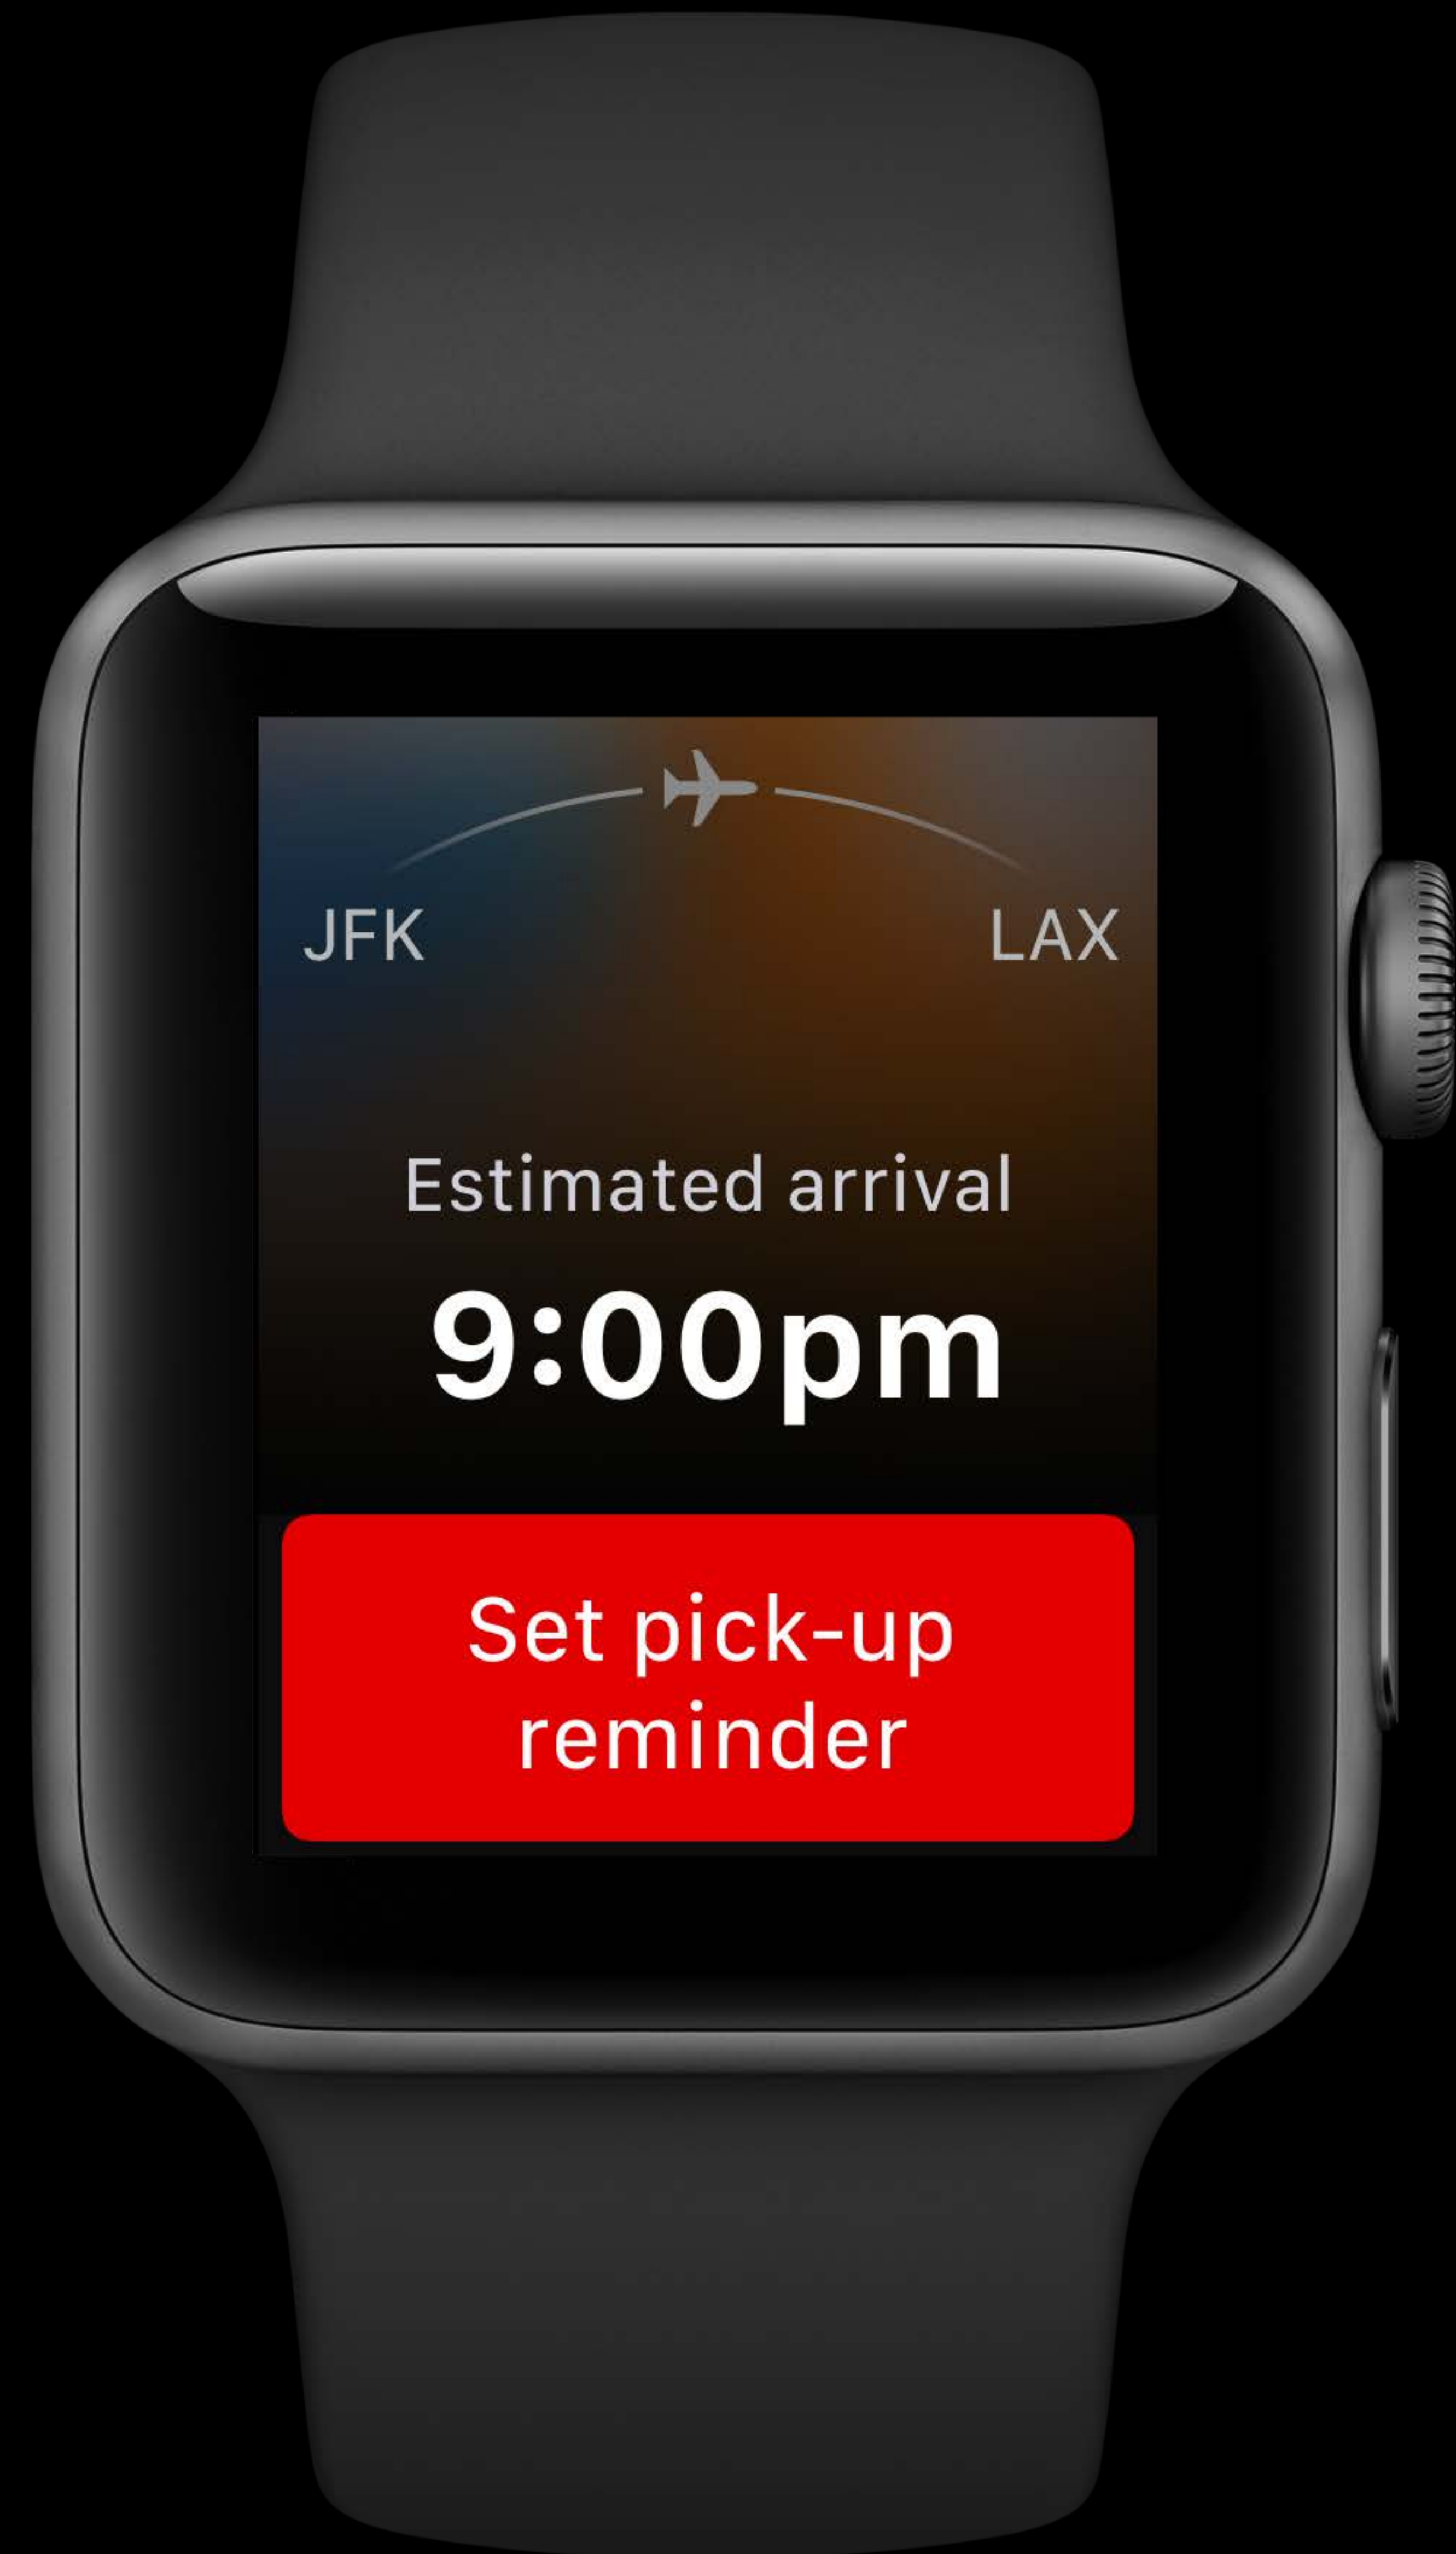 JFK LAX
Estimated arrival
9:00pm
Set pick-up
reminder